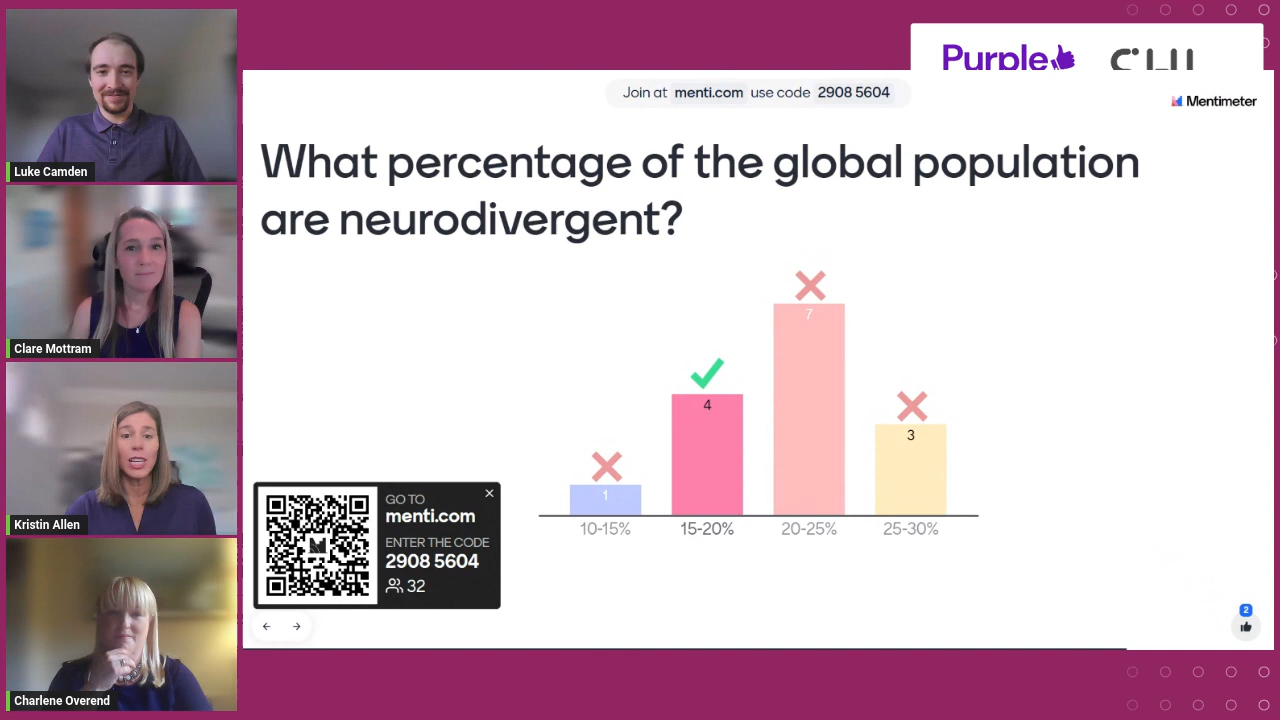 Luke Camden
Clare Mottram
Kristin Allen
Charlene Overend
Purple
Join at menti.com use code 2908 5604
Mentimeter
What percentage of the global population
are neurodivergent?
1
4
7
3
10-15%
15-20%
20-25%
25-30%
GO TO
menti.com
ENTER THE CODE
2908 5604
32
2